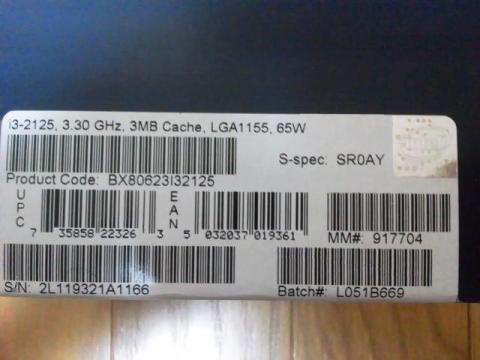 i3-2125, 3.30 GHz, 3MB Cache, LGA1155, 65W
S-spec: SR0AY
Product Code: BX80623I32125
UPC
7 35858 22326 3
EAN
5 032037 019361
MM#: 917704
S/N: 2L119321A1166
Batch#: L051B669